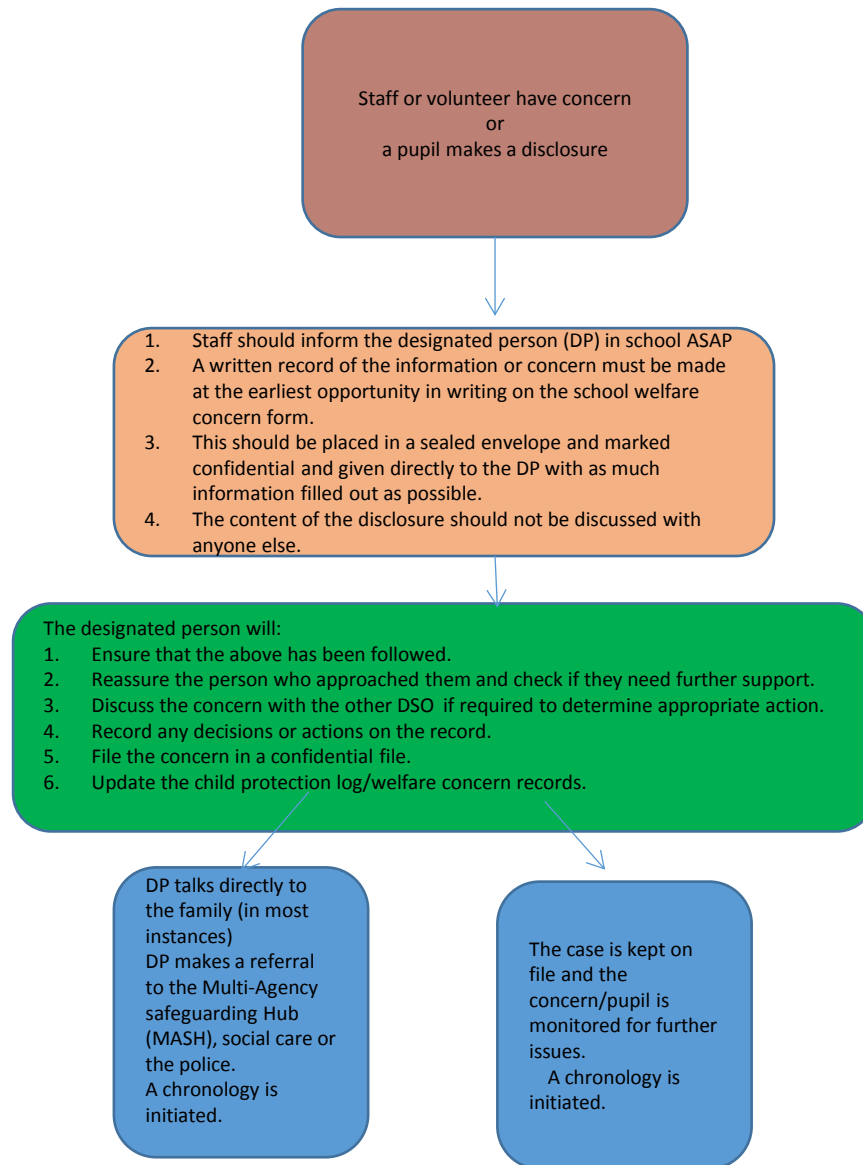 Staff or volunteer have concern
or
a pupil makes a disclosure
1. Staff should inform the designated person (DP) in school ASAP
2. A written record of the information or concern must be made
at the earliest opportunity in writing on the school welfare
concern form.
3. This should be placed in a sealed envelope and marked
confidential and given directly to the DP with as much
information filled out as possible.
4. The content of the disclosure should not be discussed with
anyone else.
The designated person will:
1. Ensure that the above has been followed.
2. Reassure the person who approached them and check if they need further support.
3. Discuss the concern with the other DSO if required to determine appropriate action.
4. Record any decisions or actions on the record.
5. File the concern in a confidential file.
6. Update the child protection log/welfare concern records.
DP talks directly to
the family (in most
instances)
DP makes a referral
to the Multi-Agency
safeguarding Hub
(MASH), social care or
the police.
A chronology is
initiated.
The case is kept on
file and the
concern/pupil is
monitored for further
issues.
A chronology is
initiated.